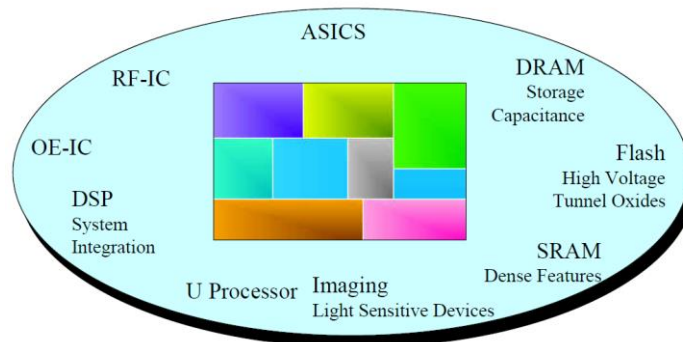 ASICS
RF-IC
DRAM
Storage
Capacitance
OE-IC
Flash
High Voltage
Tunnel Oxides
DSP
System
Integration
SRAM
Dense Features
U Processor
Imaging
Light Sensitive Devices